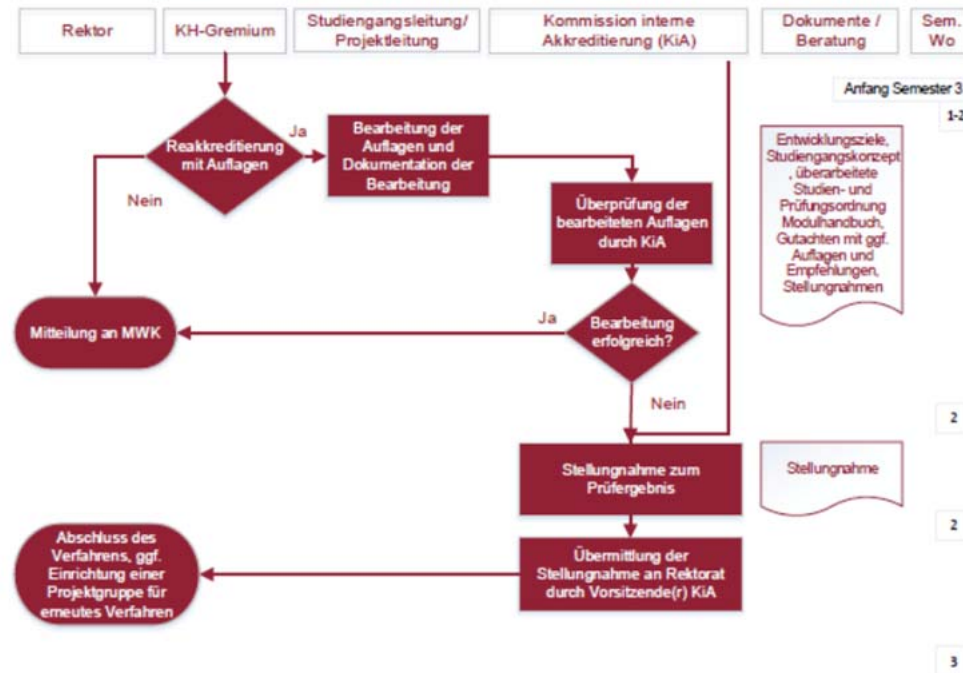 Rektor
KH-Gremium
Studiengangsleitung/
Projektleitung
Kommission interne
Akkreditierung (KiA)
Dokumente /
Beratung
Sem.
Wo
Anfang Semester 3
1-2
Reakkreditierung
mit Auflagen
Ja
Nein
Bearbeitung der
Auflagen und
Dokumentation der
Bearbeitung
Überprüfung der
bearbeiteten Auflagen
durch KiA
Entwicklungsziele,
Studiengangskonzept
, überarbeitete
Studien- und
Prüfungsordnung
Modulhandbuch,
Gutachten mit ggf.
Auflagen und
Empfehlungen,
Stellungnahmen
Mitteilung an MWK
Ja
Bearbeitung
erfolgreich?
Nein
2
Stellungnahme zum
Prüfergebnis
Stellungnahme
2
Abschluss des
Verfahrens, ggf.
Einrichtung einer
Projektgruppe für
erneutes Verfahren
Übermittlung der
Stellungnahme an Rektorat
durch Vorsitzende(r) KiA
3